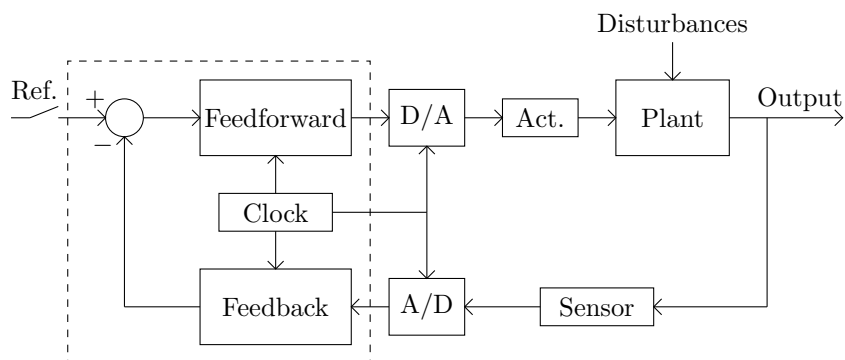 Disturbances
Ref.
+
−
Feedforward
D/A
Act.
Plant
Output
Clock
Feedback
A/D
Sensor